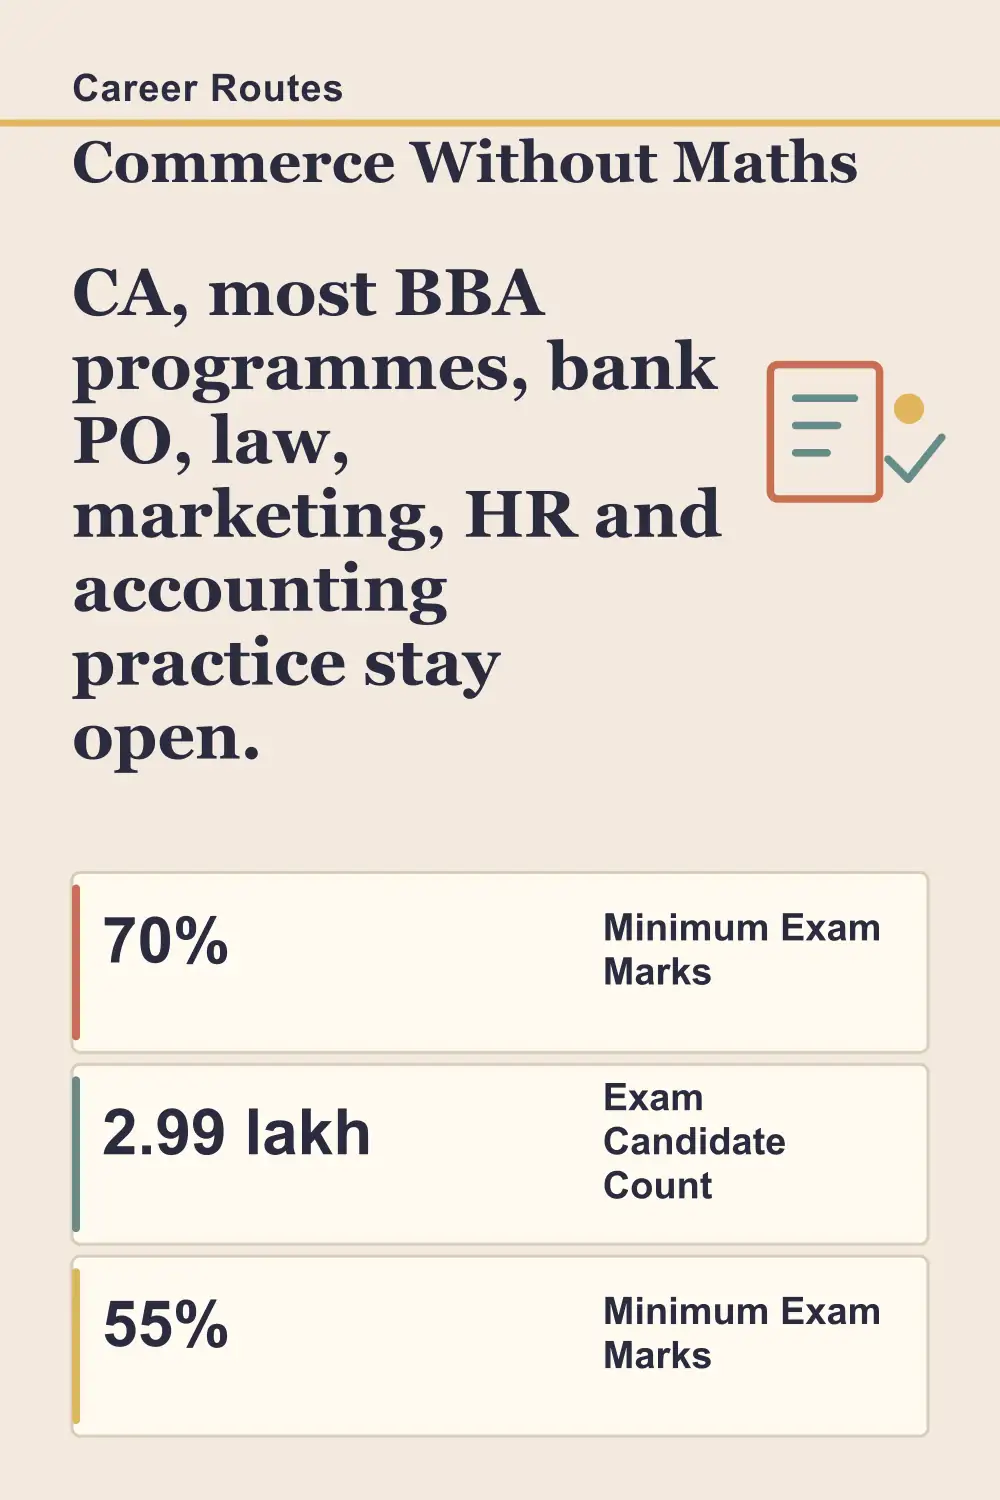 Career Routes
Commerce Without Maths
CA, most BBA
programmes, bank
PO, law,
marketing, HR and
accounting
practice stay
open.
70%
Minimum Exam
Marks
2.99 lakh
Exam
Candidate
Count
55%
Minimum Exam
Marks